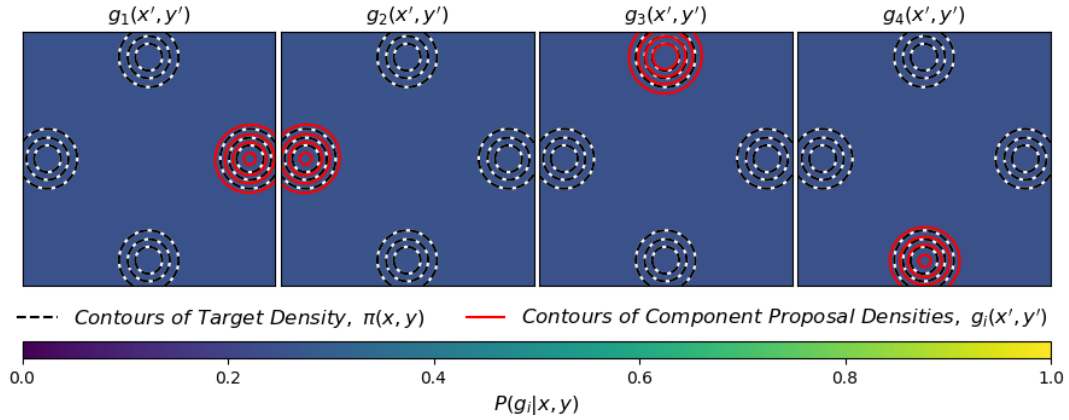 g₁(x′, y′) g₂(x′, y′) g₃(x′, y′) g₄(x′, y′)
Contours of Target Density, π(x, y) Contours of Component Proposal Densities, gᵢ(x′, y′)
0.0 0.2 0.4 0.6 0.8 1.0
P(gᵢ|x, y)